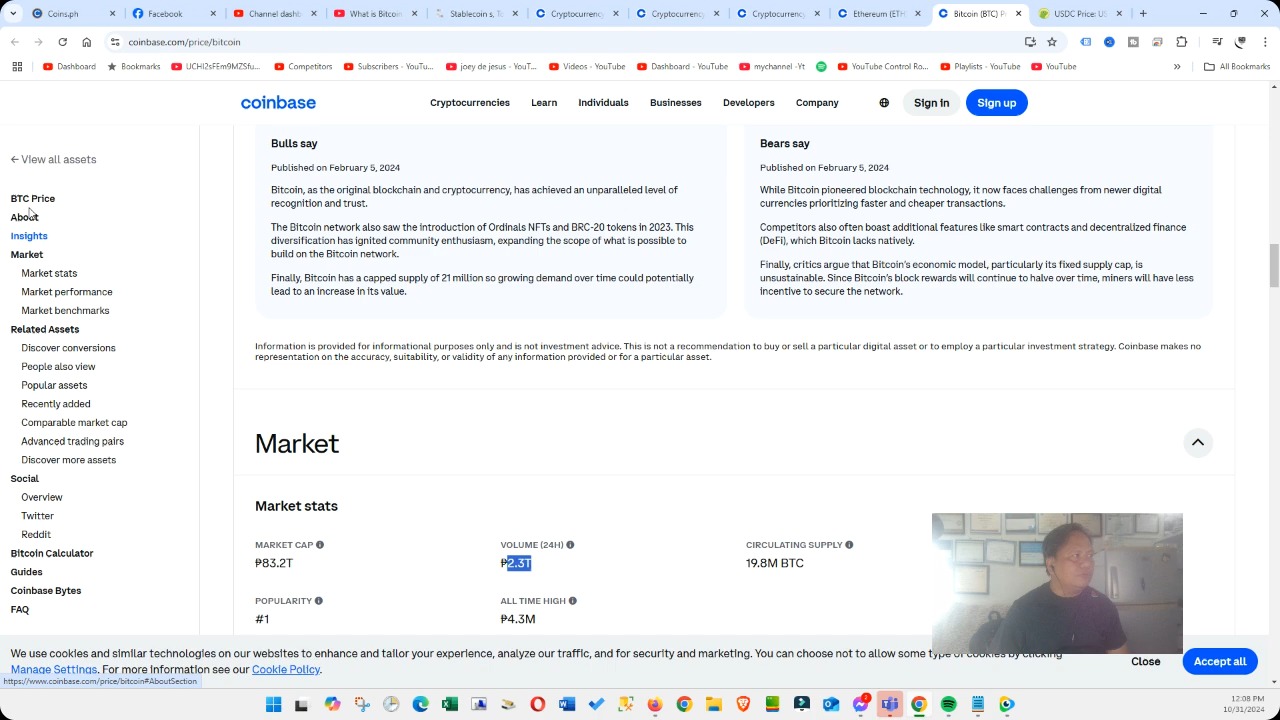 Coins.ph
Facebook
Channel dashb
What is Bitcoin
Stablecoin s, To
Cryptocurrency
Cryptocurrency
Cryptocurrency
Ethereum (ETH
Bitcoin (BTC) P
USDC Price: US
coinbase.com/price/bitcoin
Dashboard
Bookmarks
UCHI2sFEm9MZSfu...
Competitors
Subscribers - YouTu...
joey de jesus - YouT...
Videos - YouTube
Dashboard - YouTube
mychannel -Yt
YouTube Control Ro...
Playlists - YouTube
YouTube
All Bookmarks
coinbase
Cryptocurrencies
Learn
Individuals
Businesses
Developers
Company
Sign in
Sign up
← View all assets
BTC Price
About
Insights
Market
Market stats
Market performance
Market benchmarks
Related Assets
Discover conversions
People also view
Popular assets
Recently added
Comparable market cap
Advanced trading pairs
Discover more assets
Social
Overview
Twitter
Reddit
Bitcoin Calculator
Guides
Coinbase Bytes
FAQ
Bulls say
Published on February 5, 2024
Bitcoin, as the original blockchain and cryptocurrency, has achieved an unparalleled level of
recognition and trust.
The Bitcoin network also saw the introduction of Ordinals NFTs and BRC-20 tokens in 2023. This
diversification has ignited community enthusiasm, expanding the scope of what is possible to
build on the Bitcoin network.
Finally, Bitcoin has a capped supply of 21 million so growing demand over time could potentially
lead to an increase in its value.
Bears say
Published on February 5, 2024
While Bitcoin pioneered blockchain technology, it now faces challenges from newer digital
currencies prioritizing faster and cheaper transactions.
Competitors also often boast additional features like smart contracts and decentralized finance
(DeFi), which Bitcoin lacks natively.
Finally, critics argue that Bitcoin's economic model, particularly its fixed supply cap, is
unsustainable. Since Bitcoin's block rewards will continue to halve over time, miners will have less
incentive to secure the network.
Information is provided for informational purposes only and is not investment advice. This is not a recommendation to buy or sell a particular digital asset or to employ a particular investment strategy. Coinbase makes no
representation on the accuracy, suitability, or validity of any information provided or for a particular asset.
Market
Market stats
MARKET CAP
₱83.2T
VOLUME (24H)
₱2.3T
CIRCULATING SUPPLY
19.8M BTC
POPULARITY
#1
ALL TIME HIGH
₱4.3M
We use cookies and similar technologies on our websites to enhance and tailor your experience, analyze our traffic, and for security and marketing. You can choose not to allow some type of cookies by clicking
Manage Settings. For more information see our Cookie Policy.
Close
Accept all
https://www.coinbase.com/price/bitcoin#AboutSection
2
12:08 PM
10/31/2024